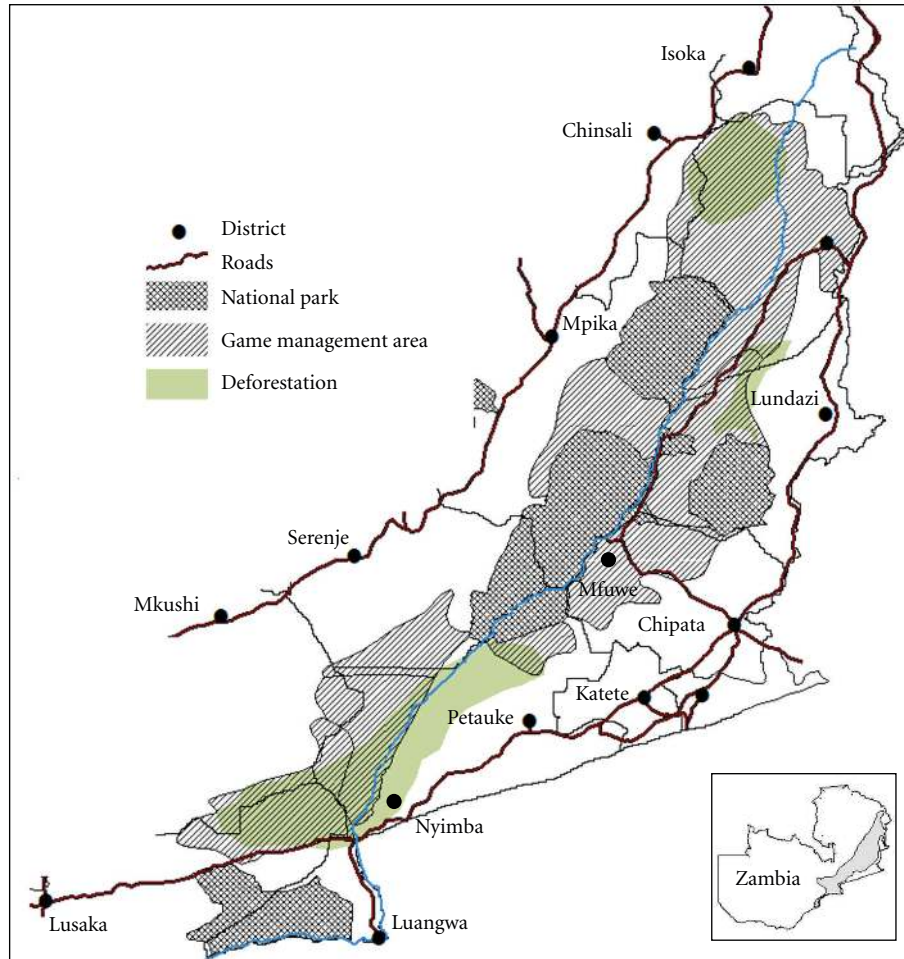 Isoka
Chinsali
District
Roads
National park
Game management area
Deforestation
Mpika
Lundazi
Serenje
Mfuwe
Mkushi
Chipata
Katete
Petauke
Nyimba
Zambia
Lusaka
Luangwa